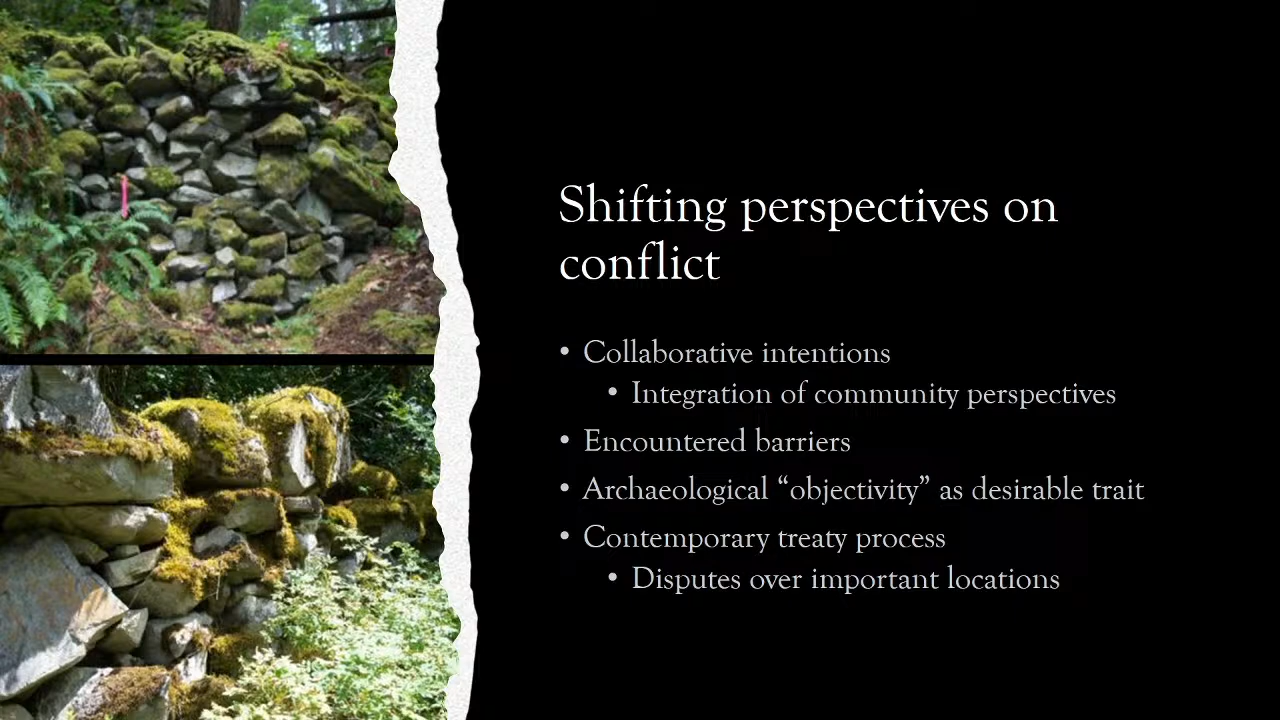 Shifting perspectives on
conflict
• Collaborative intentions
• Integration of community perspectives
• Encountered barriers
• Archaeological “objectivity” as desirable trait
• Contemporary treaty process
• Disputes over important locations